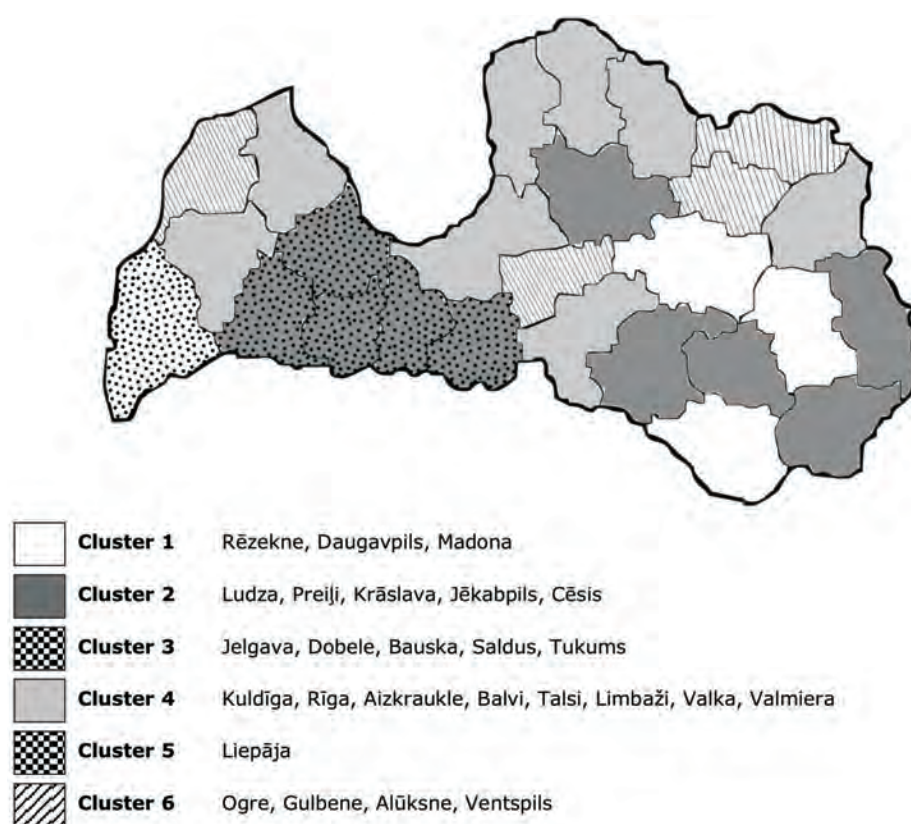 Cluster 1 Rēzekne, Daugavpils, Madona
Cluster 2 Ludza, Preiļi, Krāslava, Jēkabpils, Cēsis
Cluster 3 Jelgava, Dobele, Bauska, Saldus, Tukums
Cluster 4 Kuldīga, Rīga, Aizkraukle, Balvi, Talsi, Limbaži, Valka, Valmiera
Cluster 5 Liepāja
Cluster 6 Ogre, Gulbene, Alūksne, Ventspils